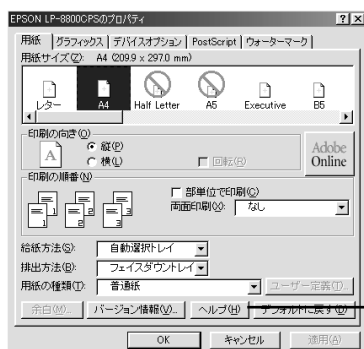 EPSON LP-8800CPSのプロパティ
用紙 グラフィックス デバイスオプション PostScript ウォーターマーク
用紙サイズ(Z): A4 (209.9 x 297.0 mm)
レター A4 Half Letter A5 Executive B5
印刷の向き(O)
A 縦(P)
横(L) 回転(R)
Adobe
Online
印刷の順番(N)
部単位で印刷(C)
両面印刷(X): なし
1 1 2 2 3 3
給紙方法(S): 自動選択トレイ
排出方法(B): フェイスダウントレイ
用紙の種類(T): 普通紙 ユーザー定義(I)...
余白(M)... バージョン情報(V)... ヘルプ(H) デフォルトに戻す(D)
OK キャンセル 適用(A)